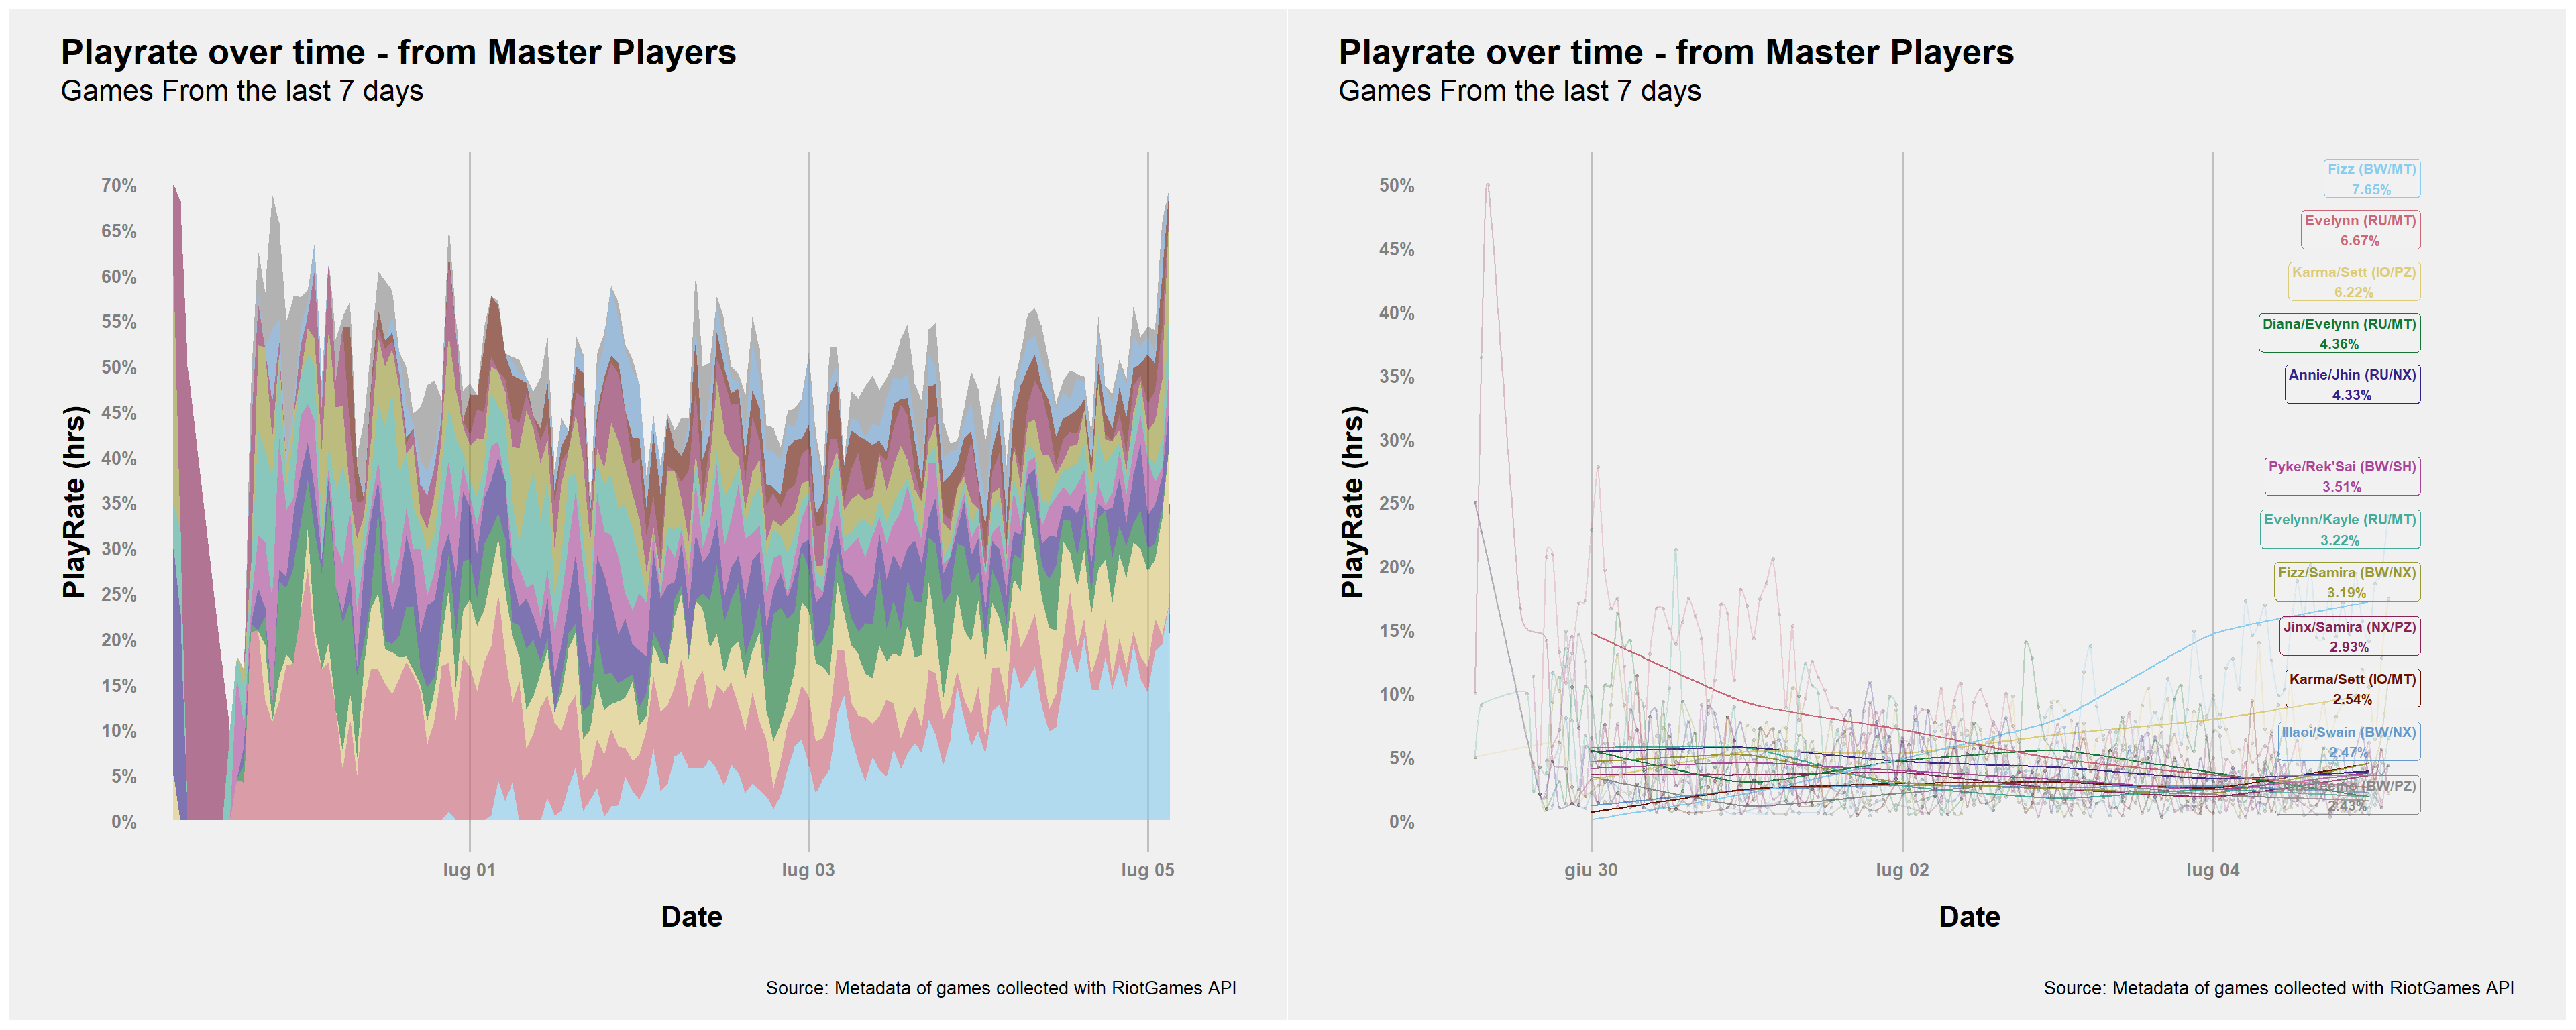 Playrate over time - from Master Players
Games From the last 7 days
PlayRate (hrs)
70%
65%
60%
55%
50%
45%
40%
35%
30%
25%
20%
15%
10%
5%
0%
lug 01
lug 03
lug 05
Date
Source: Metadata of games collected with RiotGames API
Playrate over time - from Master Players
Games From the last 7 days
PlayRate (hrs)
50%
45%
40%
35%
30%
25%
20%
15%
10%
5%
0%
giu 30
lug 02
lug 04
Date
Fizz (BW/MT)
7.65%
Evelynn (RU/MT)
6.67%
Karma/Sett (IO/PZ)
6.22%
Diana/Evelynn (RU/MT)
4.36%
Annie/Jhin (RU/NX)
4.33%
Pyke/Rek'Sai (BW/SH)
3.51%
Evelynn/Kayle (RU/MT)
3.22%
Fizz/Samira (BW/NX)
3.19%
Jinx/Samira (NX/PZ)
2.93%
Karma/Sett (IO/MT)
2.54%
Illaoi/Swain (BW/NX)
2.47%
(BW/PZ)
2.43%
Source: Metadata of games collected with RiotGames API